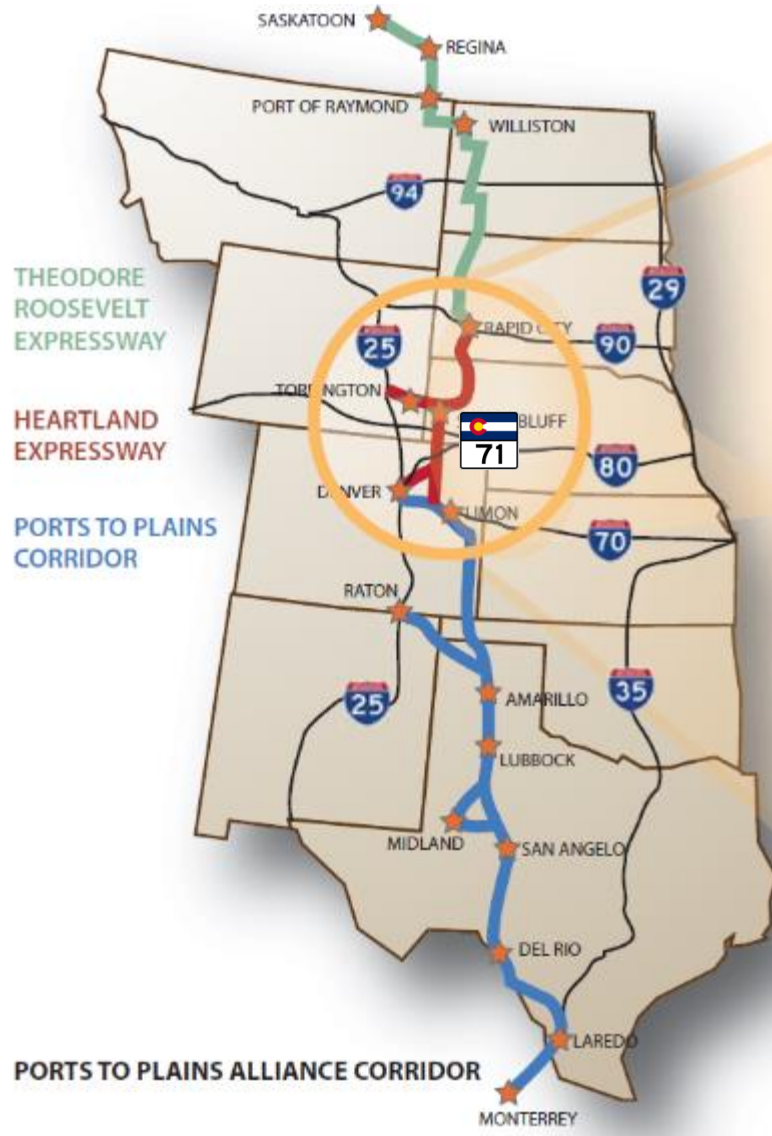 SASKATOON
REGINA
PORT OF RAYMOND
WILLISTON
94
THEODORE
ROOSEVELT
EXPRESSWAY
29
RAPID CITY
25
90
TORRINGTON
HEARTLAND
EXPRESSWAY
BLUFF
71
80
DENVER
LIMON
PORTS TO PLAINS
CORRIDOR
70
RATON
25
35
AMARILLO
LUBBOCK
MIDLAND
SAN ANGELO
DEL RIO
LAREDO
PORTS TO PLAINS ALLIANCE CORRIDOR
MONTERREY